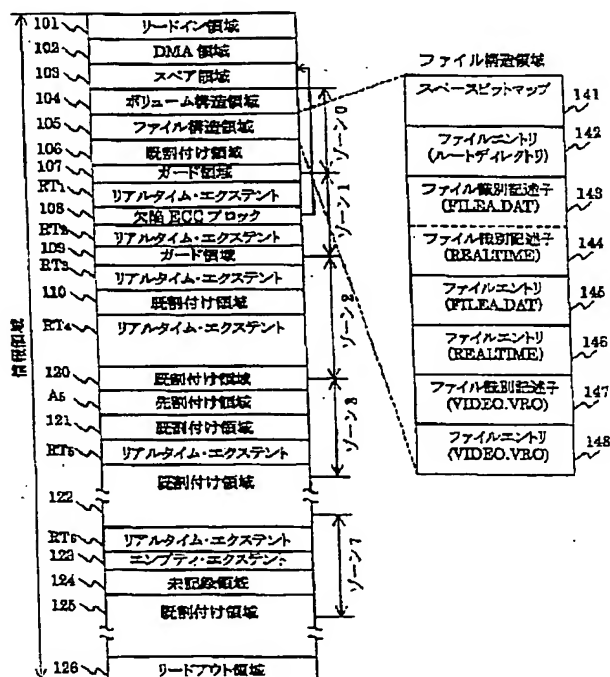 101 リードイン領域
102 DMA 領域
103 スペア領域
104 ボリューム構造領域
105 ファイル構造領域
106 既割付け領域
107 ガード領域
RT1 リアルタイム・エクステント
108 欠陥 ECC ブロック
RT2 リアルタイム・エクステント
109 ガード領域
RT3 リアルタイム・エクステント
110 既割付け領域
RT4 リアルタイム・エクステント
120 既割付け領域
A5 先割付け領域
121 既割付け領域
RT5 リアルタイム・エクステント
既割付け領域
122
RT6 リアルタイム・エクステント
123 エンプティ・エクステント
124 未記録領域
125 既割付け領域
126 リードアウト領域
情報領域
ゾーン0
ゾーン1
ゾーン2
ゾーン3
ゾーン7
ファイル構造領域
スペースビットマップ 141
ファイルエントリ 142
(ルートディレクトリ)
ファイル識別記述子 143
(FILEA.DAT)
ファイル識別記述子 144
(REALTIME)
ファイルエントリ 145
(FILEA.DAT)
ファイルエントリ 146
(REALTIME)
ファイル識別記述子 147
(VIDEO.VRO)
ファイルエントリ 148
(VIDEO.VRO)